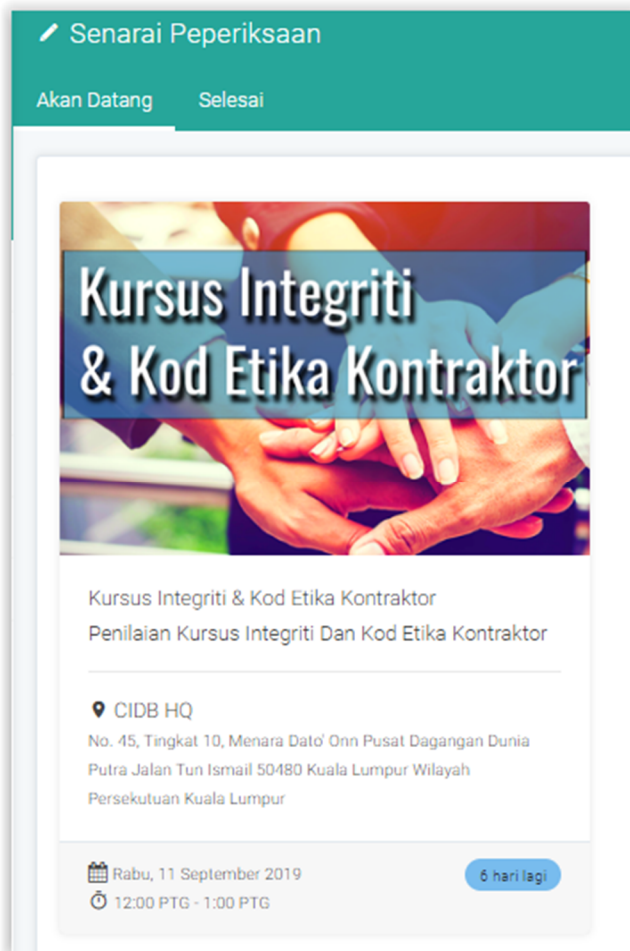 Senarai Peperiksaan
Akan Datang
Selesai
Kursus Integriti
& Kod Etika Kontraktor
Kursus Integriti & Kod Etika Kontraktor
Penilaian Kursus Integriti Dan Kod Etika Kontraktor
CIDB HQ
No. 45, Tingkat 10, Menara Dato' Onn Pusat Dagangan Dunia
Putra Jalan Tun Ismail 50480 Kuala Lumpur Wilayah
Persekutuan Kuala Lumpur
Rabu, 11 September 2019
6 hari lagi
12:00 PTG - 1:00 PTG